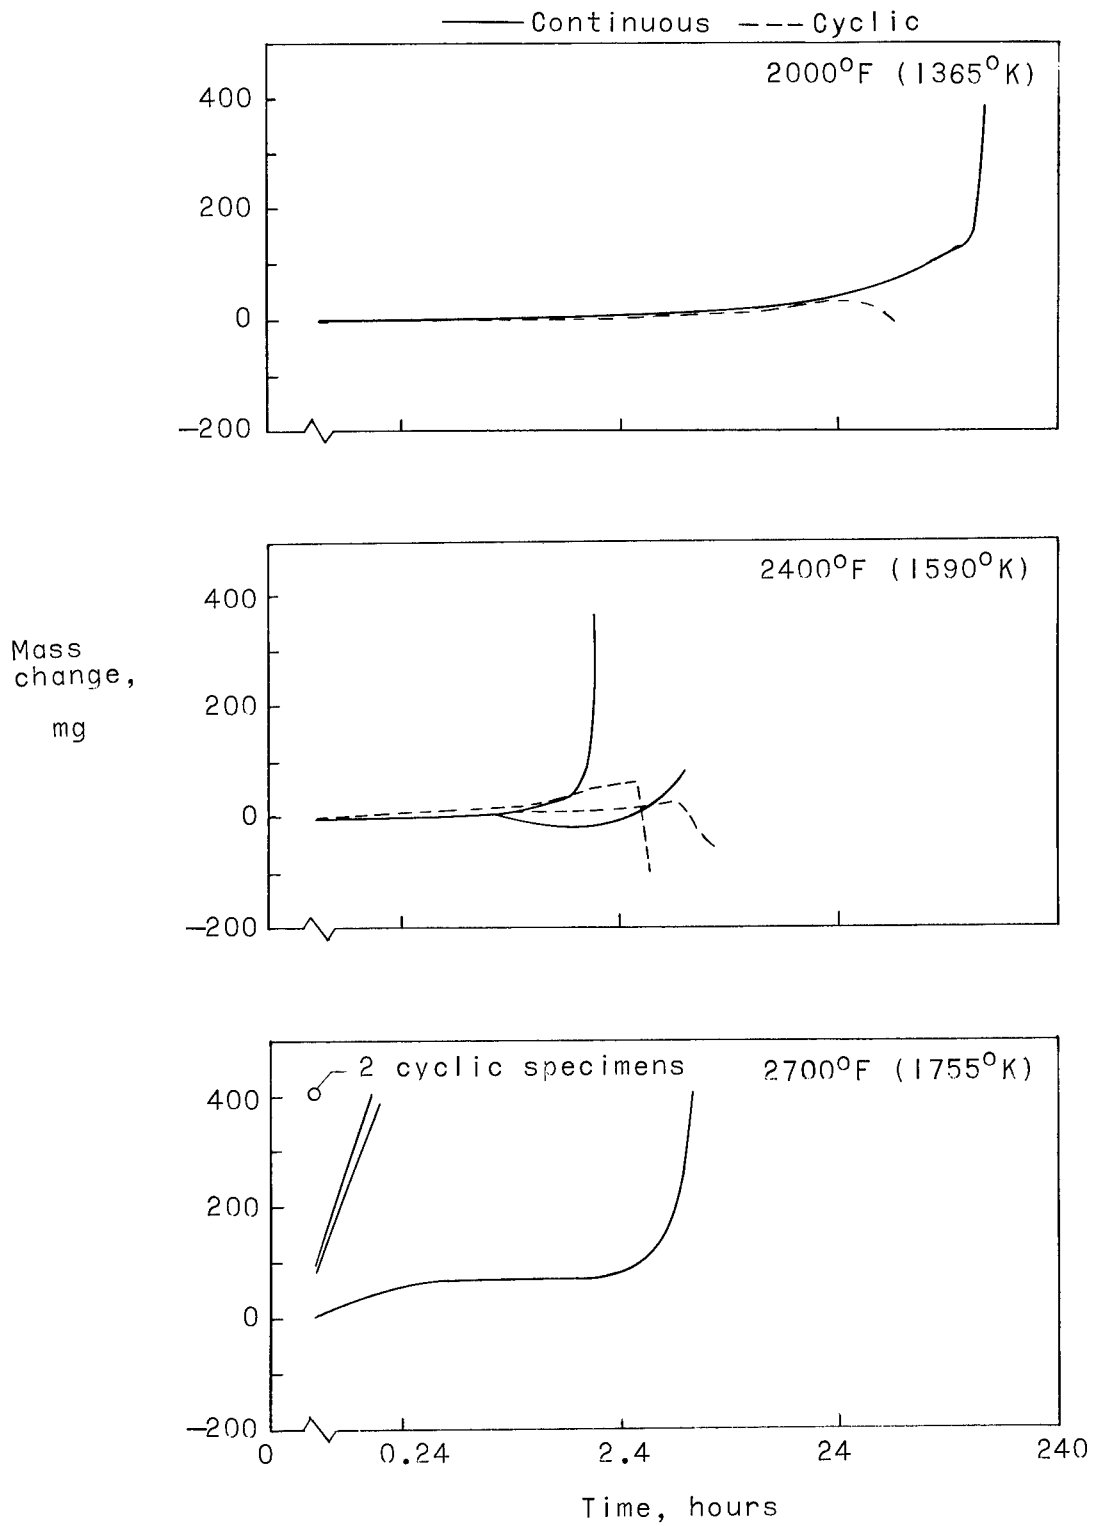 Continuous Cyclic
2000°F (1365°K)
400
200
0
−200
2400°F (1590°K)
400
200
0
−200
Mass
change,
mg
2 cyclic specimens 2700°F (1755°K)
400
200
0
−200
0 0.24 2.4 24 240
Time, hours